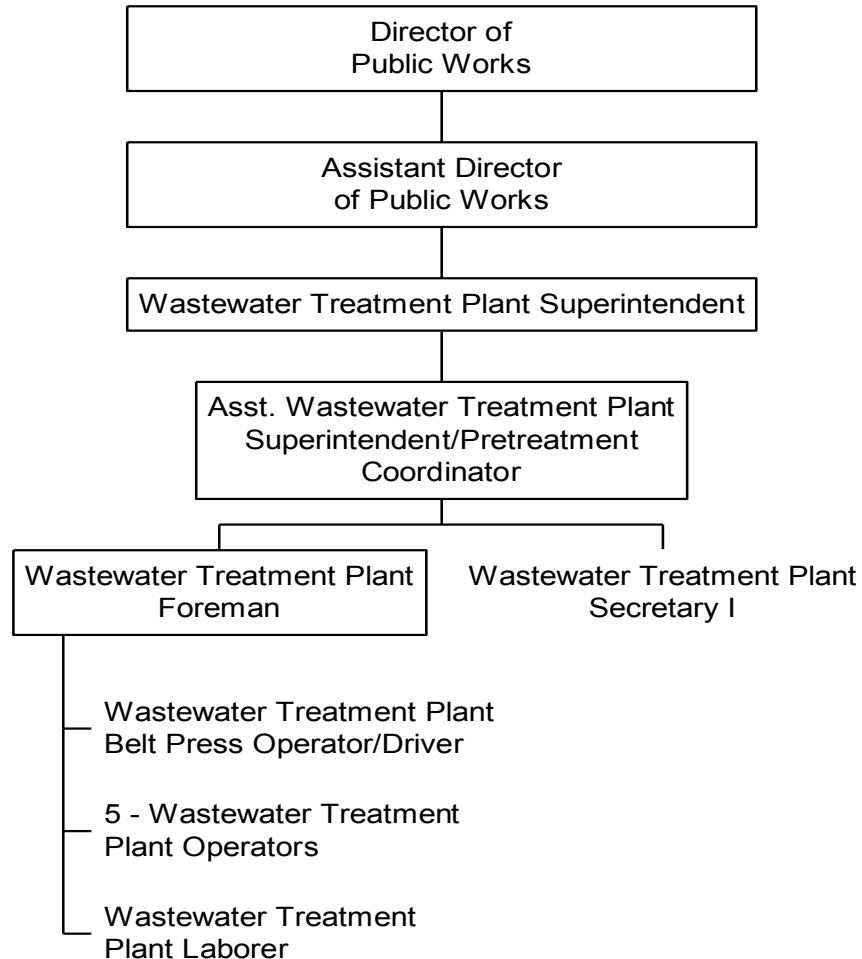 Director of
Public Works
Assistant Director
of Public Works
Wastewater Treatment Plant Superintendent
Asst. Wastewater Treatment Plant
Superintendent/Pretreatment
Coordinator
Wastewater Treatment Plant
Foreman
Wastewater Treatment Plant
Secretary I
Wastewater Treatment Plant
Belt Press Operator/Driver
5 - Wastewater Treatment
Plant Operators
Wastewater Treatment
Plant Laborer